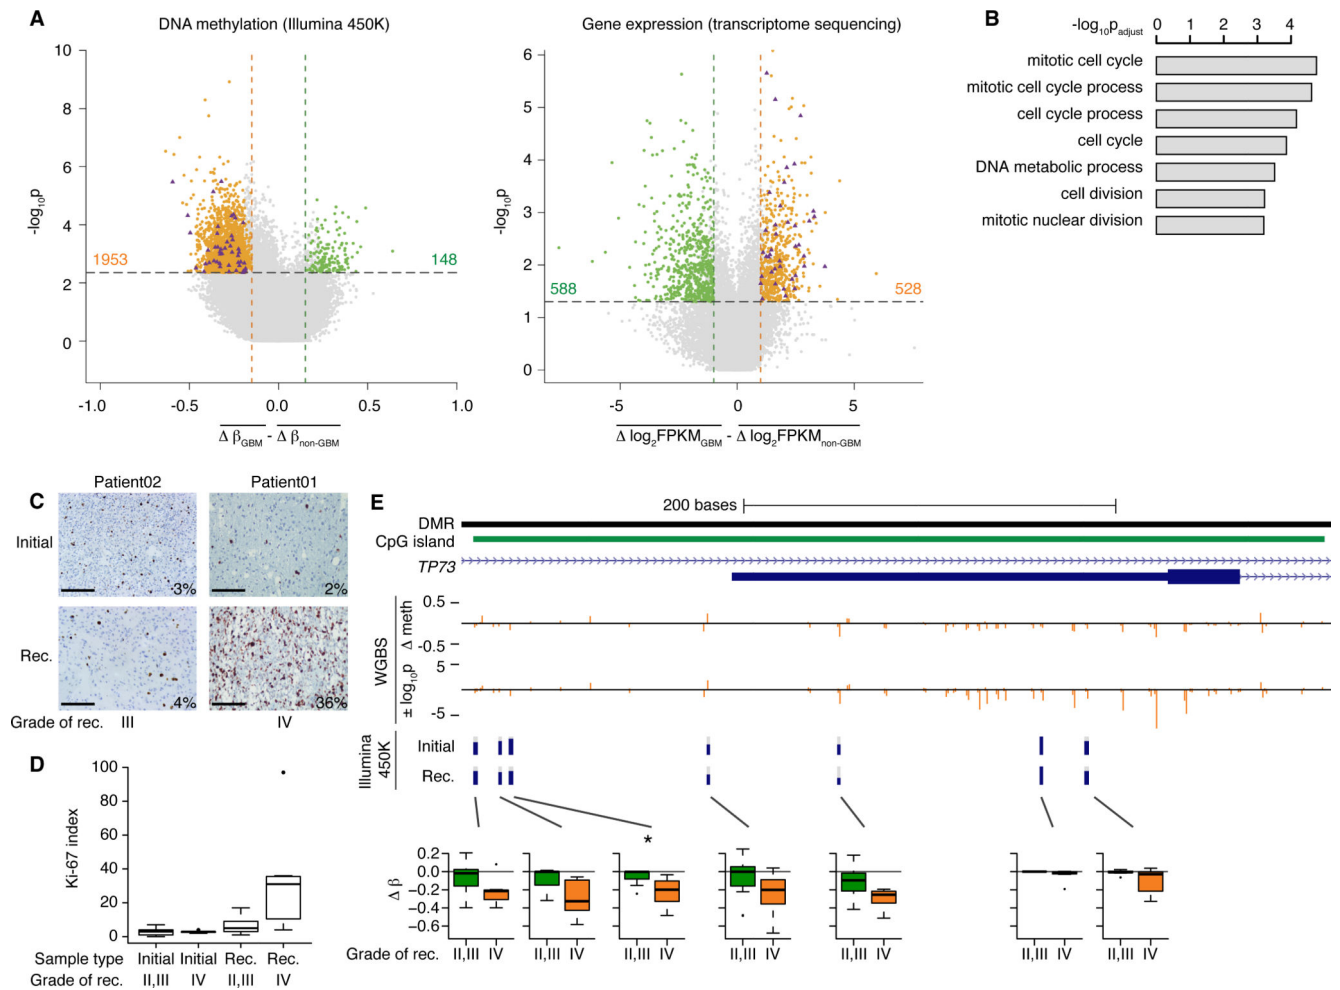 A
DNA methylation (Illumina 450K)
-log10p
10
8
6
4
2
0
1953
148
-1.0
-0.5
0.0
0.5
1.0
Δ βGBM - Δ βnon-GBM
Gene expression (transcriptome sequencing)
-log10p
6
5
4
3
2
1
0
588
528
-5
0
5
Δ log2FPKMGBM - Δ log2FPKMnon-GBM
B
-log10padjust
0 1 2 3 4
mitotic cell cycle
mitotic cell cycle process
cell cycle process
cell cycle
DNA metabolic process
cell division
mitotic nuclear division
C
Patient02 Patient01
Initial
3%
2%
Rec.
4%
36%
Grade of rec. III IV
D
Ki-67 index
100
80
60
40
20
0
Sample type Initial Initial Rec. Rec.
Grade of rec. II,III IV II,III IV
E
200 bases
DMR
CpG island
TP73
WGBS
Δ meth
0.5
-0.5
± log10p
5
-5
Illumina 450K
Initial
Rec.
*
Δ β
0.2
0.0
-0.2
-0.4
-0.6
Grade of rec. II,III IV II,III IV II,III IV II,III IV II,III IV II,III IV II,III IV